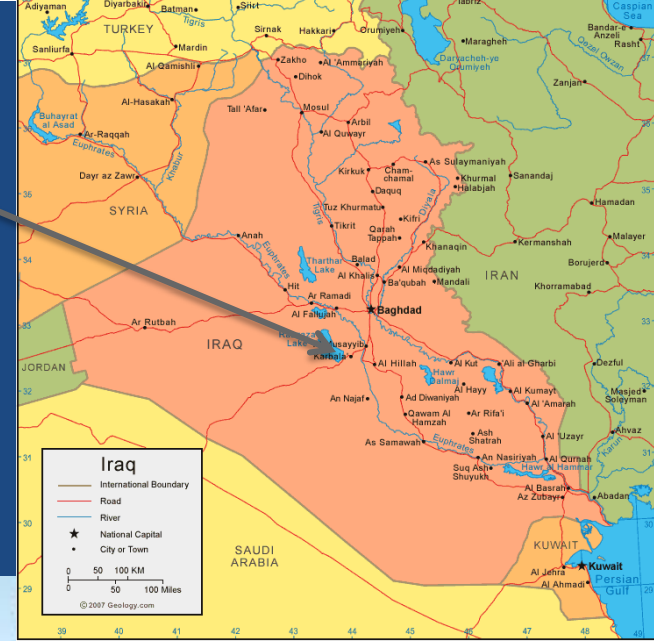 Adiyaman
Diyarbakir
Batman
Siirt
Tigris
TURKEY
Sirnak
Hakkari
Orumiyeh
Tabriz
Caspian
Sea
Bandar-e
Anzeli
Rasht
Maragheh
Daryacheh-ye
Orumiyeh
Qezal Owzan
Sanliurfa
Mardin
Al Qamishli
Zakho
Al 'Ammariyah
Dihok
37
Zanjan
Al-Hasakah
Tall 'Afar
Mosul
Arbil
Al Quwayr
Buhayrat
al Asad
Ar-Raqqah
Euphrates
Khabur
Dayr az Zawr
Kirkuk
Cham-
chamal
As Sulaymaniyah
Khurmal
Halabjah
Sanandaj
Daquq
36
SYRIA
Tuz Khurmatu
Tigris
Tikrit
Kifri
Diyala
Qarah
Tappah
Khanaqin
Hamadan
Kermanshah
Malayer
Anah
Euphrates
34
Tharthar
Lake
Balad
Al Khalis
Al Miqdadiyah
Ba'qubah
Mandali
IRAN
Borujerd
Khorramabad
Hit
Ar Ramadi
Al Fallujah
Baghdad
33
Ar Rutbah
IRAQ
Lake
Musayyib
Karbala
Al Hillah
Al Kut
'Ali al Gharbi
Dezful
JORDAN
Hawr
Dalmaj
Al Hayy
Al Kumayt
Al 'Amarah
Masjed
Soleyman
32
An Najaf
Ad Diwaniyah
Qawam Al
Hamzah
Ar Rifa'i
Ash
Shatrah
As Samawah
Euphrates
Al 'Uzayr
Karun
Ahvaz
An Nasiriyah
Al Qurnah
Suq Ash
Shuyukh
Hawr al Hammar
31
Al Basrah
Az Zubayr
Abadan
Iraq
International Boundary
Road
River
National Capital
City or Town
0 50 100 KM
0 50 100 Miles
© 2007 Geology.com
30
SAUDI
ARABIA
KUWAIT
Kuwait
Al Jehra
Al Ahmadi
Persian
Gulf
29
39 40 41 42 43 44 45 46 47 48 49